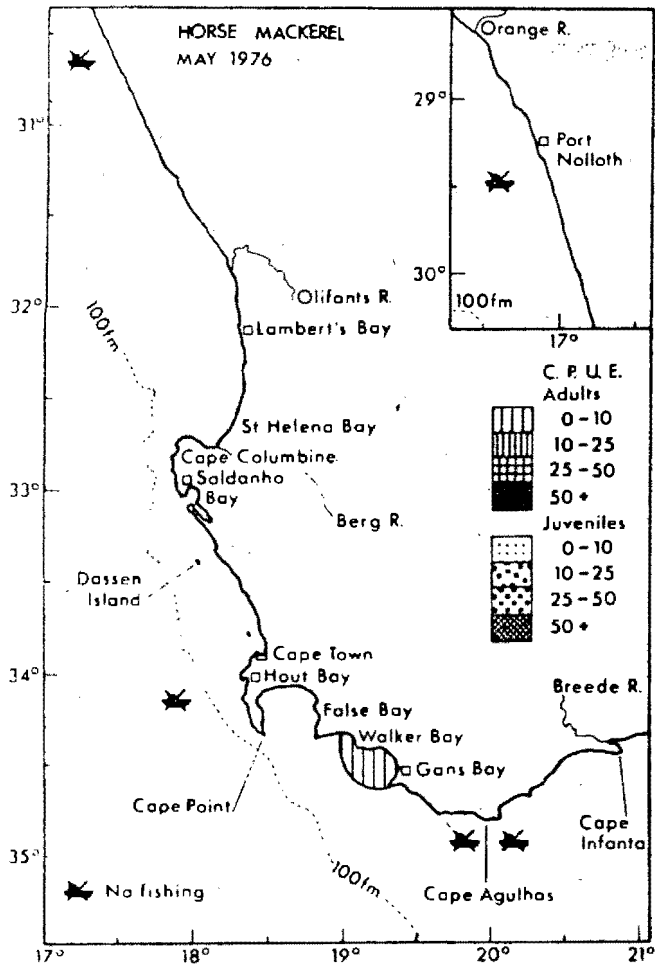 HORSE MACKEREL
MAY 1976
Orange R.
29°
Port
Nolloth
30°
100fm
17°
31°
32°
33°
34°
35°
Olifants R.
100fm
Lambert's Bay
St Helena Bay
Cape Columbine
Saldanha
Bay
Berg R.
Dassen
Island
Cape Town
Hout Bay
False Bay
Walker Bay
Gans Bay
Breede R.
Cape Point
Cape
Infanta
Cape Agulhas
100fm
No fishing
C. P. U. E.
Adults
0-10
10-25
25-50
50+
Juveniles
0-10
10-25
25-50
50+
17°
18°
19°
20°
21°